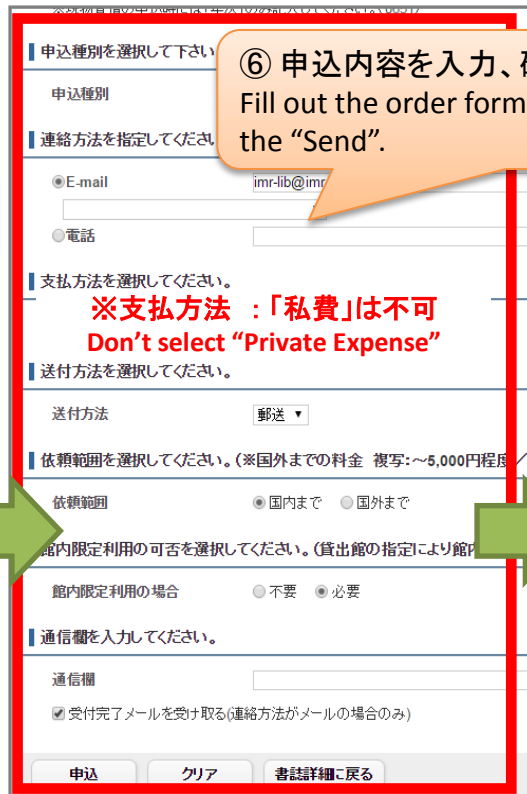 申込種別を選択して下さい
⑥ 申込内容を入力、
Fill out the order form
the “Send”.
申込種別
連絡方法を指定してくださ
E-mail
imr-lib@imr
電話
支払方法を選択してください。
※支払方法 ：「私費」は不可
Don’t select “Private Expense”
送付方法を選択してください。
送付方法
郵送 ▼
依頼範囲を選択してください。(※国外までの料金 複写：～5,000円程度／
依頼範囲
国内まで 国外まで
館内限定利用の可否を選択してください。(貸出館の指定により館内
館内限定利用の場合
不要 必要
通信欄を入力してください。
通信欄
受付完了メールを受け取る(連絡方法がメールの場合のみ)
申込 クリア 書誌詳細に戻る